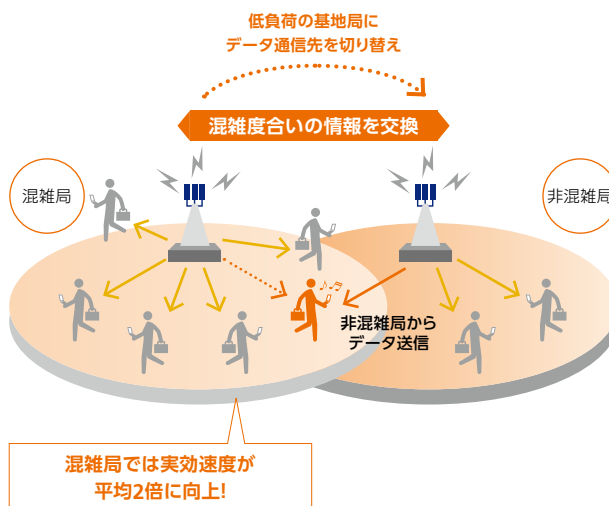 低負荷の基地局に
データ通信先を切り替え
混雑度合いの情報を交換
混雑局
非混雑局
非混雑局から
データ送信
混雑局では実効速度が
平均2倍に向上!